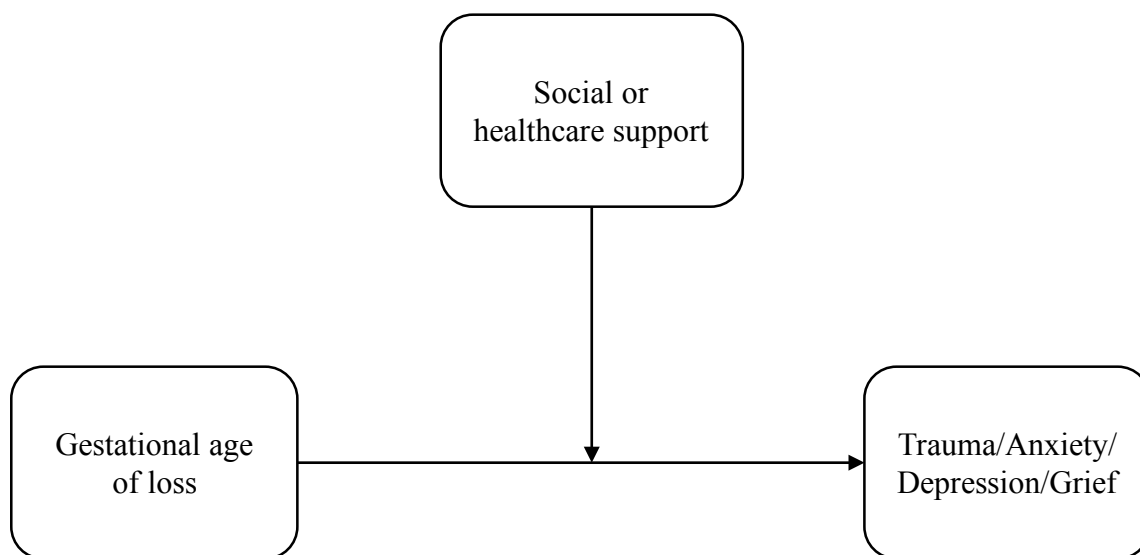 Social or
healthcare support
Gestational age
of loss
Trauma/Anxiety/
Depression/Grief